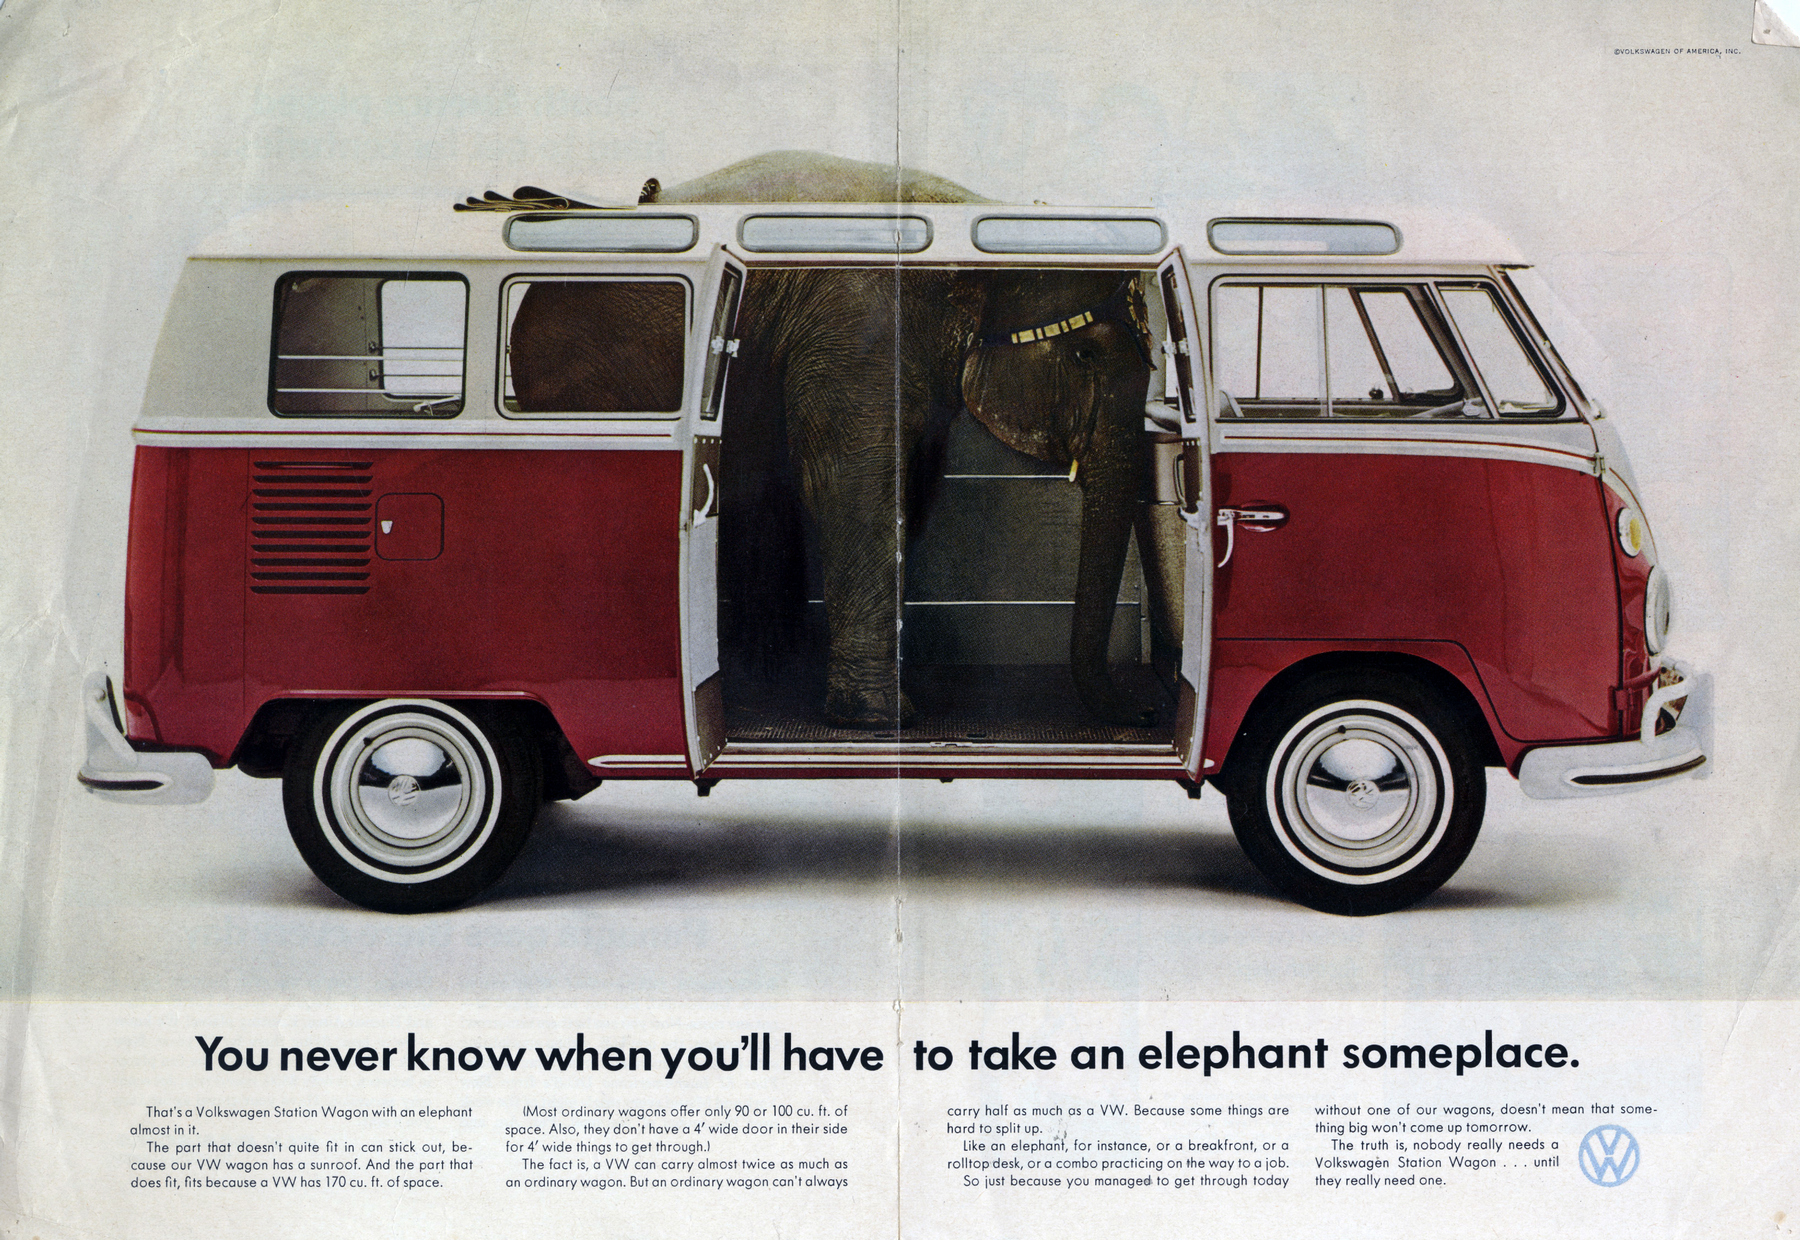 ©VOLKSWAGEN OF AMERICA, INC.
You never know when you'll have to take an elephant someplace.
That's a Volkswagen Station Wagon with an elephant
almost in it.
The part that doesn't quite fit in can stick out, be-
cause our VW wagon has a sunroof. And the part that
does fit, fits because a VW has 170 cu. ft. of space.
(Most ordinary wagons offer only 90 or 100 cu. ft. of
space. Also, they don't have a 4' wide door in their side
for 4' wide things to get through.)
The fact is, a VW can carry almost twice as much as
an ordinary wagon. But an ordinary wagon can't always
carry half as much as a VW. Because some things are
hard to split up.
Like an elephant, for instance, or a breakfront, or a
rolltop desk, or a combo practicing on the way to a job.
So just because you managed to get through today
without one of our wagons, doesn't mean that some-
thing big won't come up tomorrow.
The truth is, nobody really needs a
Volkswagen Station Wagon . . . until
they really need one.
VW